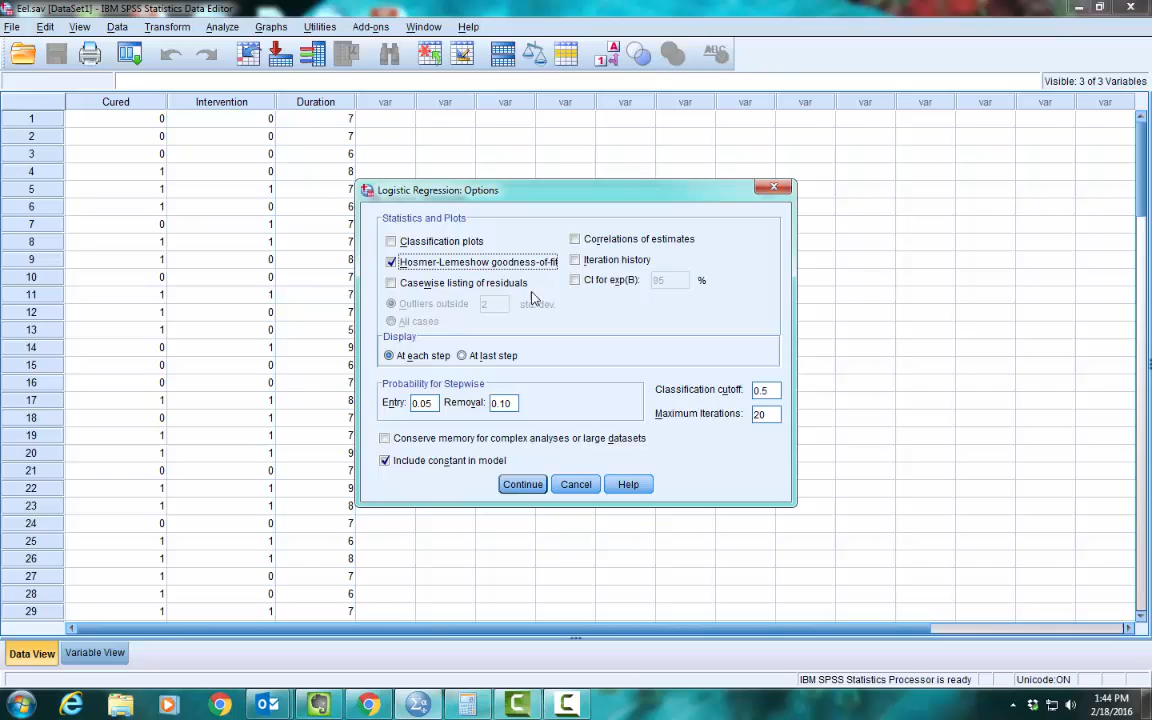 Eel.sav [DataSet1] - IBM SPSS Statistics Data Editor
File Edit View Data Transform Analyze Graphs Utilities Add-ons Window Help
Visible: 3 of 3 Variables
Cured Intervention Duration var var var var var var var var var var var var var
1 0 0 7
2 0 0 7
3 0 0 6
4 1 0 8
5 1 1 7
6 1 0 6
7 0 1 7
8 1 1 7
9 1 0 8
10 0 0 7
11 1 1 7
12 0 1 7
13 1 0 5
14 0 1 9
15 0 0 6
16 0 0 7
17 1 1 8
18 0 1 7
19 1 1 7
20 1 1 9
21 0 0 7
22 1 1 9
23 1 1 8
24 0 0 7
25 1 1 6
26 1 1 8
27 1 0 7
28 1 0 6
29 1 1 7
Logistic Regression: Options
Statistics and Plots
Classification plots
Correlations of estimates
Hosmer-Lemeshow goodness-of-fit
Iteration history
Casewise listing of residuals
CI for exp(B): 95 %
Outliers outside 2 std. dev.
All cases
Display
At each step At last step
Probability for Stepwise
Entry: 0.05 Removal: 0.10
Classification cutoff: 0.5
Maximum Iterations: 20
Conserve memory for complex analyses or large datasets
Include constant in model
Continue Cancel Help
Data View Variable View
IBM SPSS Statistics Processor is ready Unicode:ON
1:44 PM
2/18/2016